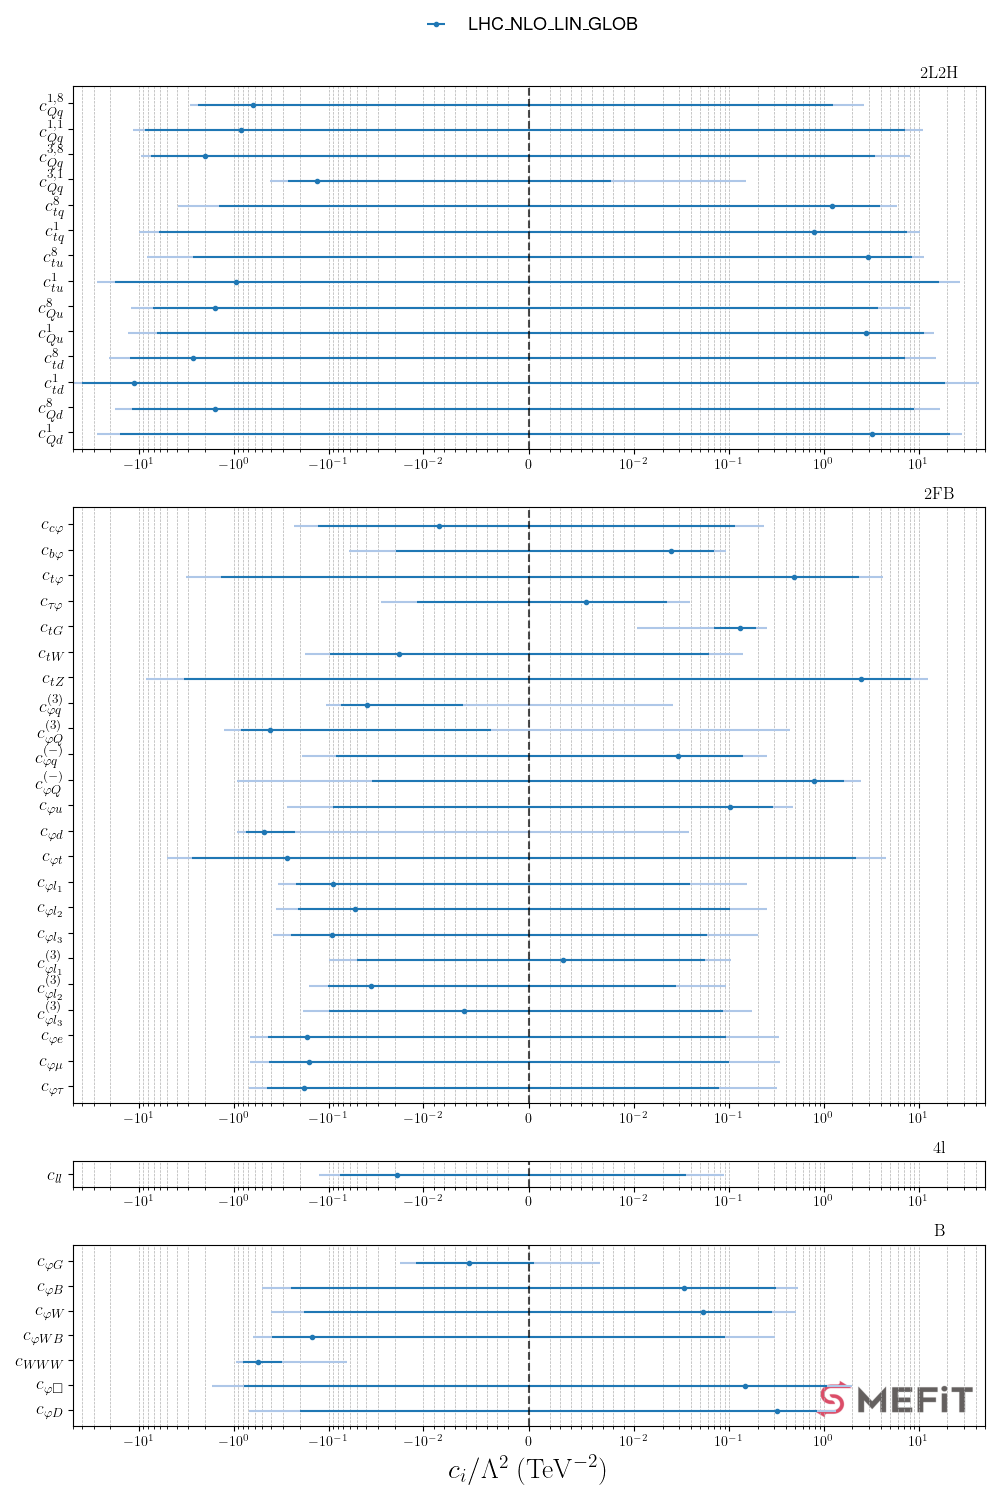 LHC_NLO_LIN_GLOB
2L2H
c_{Qq}^{1,8}
c_{Qq}^{1,1}
c_{Qq}^{3,8}
c_{Qq}^{3,1}
c_{tq}^{8}
c_{tq}^{1}
c_{tu}^{8}
c_{tu}^{1}
c_{Qu}^{8}
c_{Qu}^{1}
c_{td}^{8}
c_{td}^{1}
c_{Qd}^{8}
c_{Qd}^{1}
−10^1 −10^0 −10^{−1} −10^{−2} 0 10^{−2} 10^{−1} 10^0 10^1
2FB
c_{cφ}
c_{bφ}
c_{tφ}
c_{τφ}
c_{tG}
c_{tW}
c_{tZ}
c_{φq}^{(3)}
c_{φQ}^{(3)}
c_{φq}^{(−)}
c_{φQ}^{(−)}
c_{φu}
c_{φd}
c_{φt}
c_{φl_1}
c_{φl_2}
c_{φl_3}
c_{φl_1}^{(3)}
c_{φl_2}^{(3)}
c_{φl_3}^{(3)}
c_{φe}
c_{φμ}
c_{φτ}
−10^1 −10^0 −10^{−1} −10^{−2} 0 10^{−2} 10^{−1} 10^0 10^1
4l
c_{ll}
−10^1 −10^0 −10^{−1} −10^{−2} 0 10^{−2} 10^{−1} 10^0 10^1
B
c_{φG}
c_{φB}
c_{φW}
c_{φWB}
c_{WWW}
c_{φ□}
c_{φD}
SMEFiT
−10^1 −10^0 −10^{−1} −10^{−2} 0 10^{−2} 10^{−1} 10^0 10^1
c_i/Λ^2 (TeV^{−2})